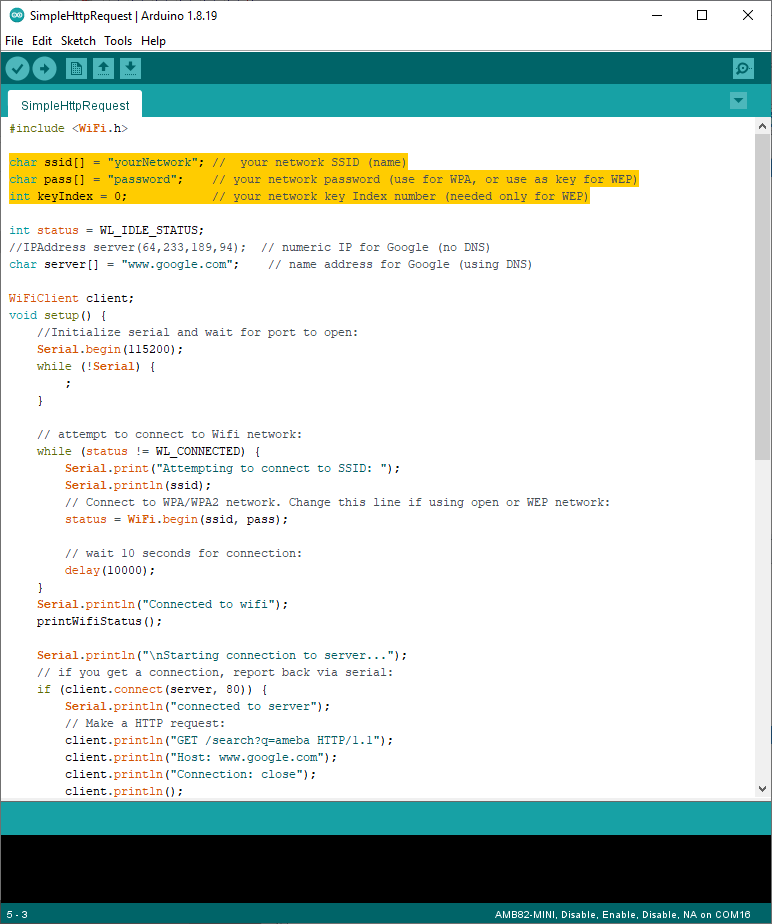 SimpleHttpRequest | Arduino 1.8.19
File Edit Sketch Tools Help
SimpleHttpRequest
#include <WiFi.h>
char ssid[] = "yourNetwork"; //  your network SSID (name)
char pass[] = "password";    // your network password (use for WPA, or use as key for WEP)
int keyIndex = 0;            // your network key Index number (needed only for WEP)
int status = WL_IDLE_STATUS;
//IPAddress server(64,233,189,94);  // numeric IP for Google (no DNS)
char server[] = "www.google.com";    // name address for Google (using DNS)
WiFiClient client;
void setup() {
    //Initialize serial and wait for port to open:
    Serial.begin(115200);
    while (!Serial) {
        ;
    }
    // attempt to connect to Wifi network:
    while (status != WL_CONNECTED) {
        Serial.print("Attempting to connect to SSID: ");
        Serial.println(ssid);
        // Connect to WPA/WPA2 network. Change this line if using open or WEP network:
        status = WiFi.begin(ssid, pass);
        // wait 10 seconds for connection:
        delay(10000);
    }
    Serial.println("Connected to wifi");
    printWifiStatus();
    Serial.println("\nStarting connection to server...");
    // if you get a connection, report back via serial:
    if (client.connect(server, 80)) {
        Serial.println("connected to server");
        // Make a HTTP request:
        client.println("GET /search?q=ameba HTTP/1.1");
        client.println("Host: www.google.com");
        client.println("Connection: close");
        client.println();
5 - 3
AMB82-MINI, Disable, Enable, Disable, NA on COM16